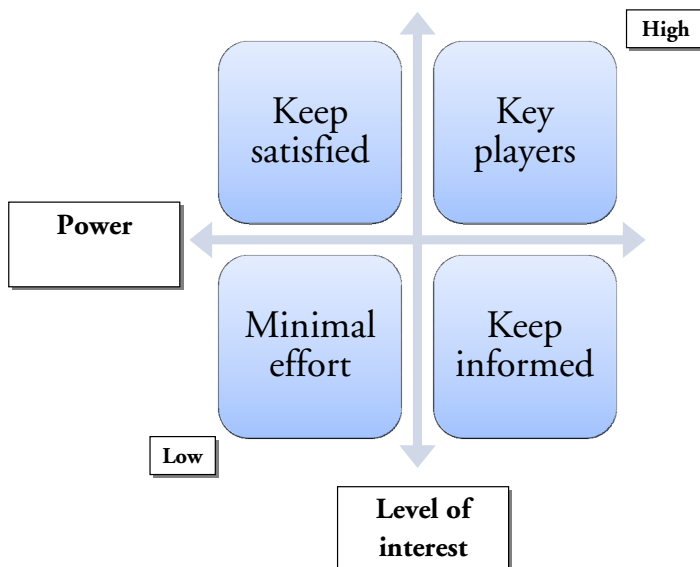 High
Keep
satisfied
Key
players
Power
Minimal
effort
Keep
informed
Low
Level of
interest